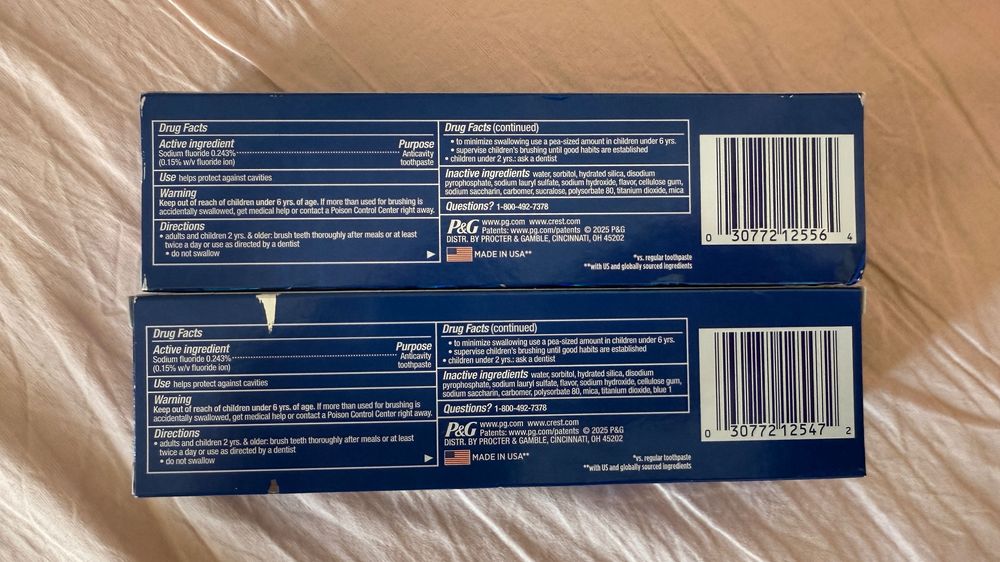 Drug Facts
Active ingredient Purpose
Sodium fluoride 0.243% Anticavity
(0.15% w/v fluoride ion) toothpaste
Use helps protect against cavities
Warning
Keep out of reach of children under 6 yrs. of age. If more than used for brushing is
accidentally swallowed, get medical help or contact a Poison Control Center right away.
Directions
• adults and children 2 yrs. & older: brush teeth thoroughly after meals or at least
twice a day or use as directed by a dentist
• do not swallow
Drug Facts (continued)
• to minimize swallowing use a pea-sized amount in children under 6 yrs.
• supervise children's brushing until good habits are established
• children under 2 yrs.: ask a dentist
Inactive ingredients water, sorbitol, hydrated silica, disodium
pyrophosphate, sodium lauryl sulfate, sodium hydroxide, flavor, cellulose gum,
sodium saccharin, carbomer, sucralose, polysorbate 80, titanium dioxide, mica
Questions? 1-800-492-7378
P&G www.pg.com www.crest.com
Patents: www.pg.com/patents © 2025 P&G
DISTR. BY PROCTER & GAMBLE, CINCINNATI, OH 45202
MADE IN USA**
*vs. regular toothpaste
**with US and globally sourced ingredients
0 30772 12556 4
Drug Facts
Active ingredient Purpose
Sodium fluoride 0.243% Anticavity
(0.15% w/v fluoride ion) toothpaste
Use helps protect against cavities
Warning
Keep out of reach of children under 6 yrs. of age. If more than used for brushing is
accidentally swallowed, get medical help or contact a Poison Control Center right away.
Directions
• adults and children 2 yrs. & older: brush teeth thoroughly after meals or at least
twice a day or use as directed by a dentist
• do not swallow
Drug Facts (continued)
• to minimize swallowing use a pea-sized amount in children under 6 yrs.
• supervise children's brushing until good habits are established
• children under 2 yrs.: ask a dentist
Inactive ingredients water, sorbitol, hydrated silica, disodium
pyrophosphate, sodium lauryl sulfate, flavor, sodium hydroxide, cellulose gum,
sodium saccharin, carbomer, polysorbate 80, mica, titanium dioxide, blue 1
Questions? 1-800-492-7378
P&G www.pg.com www.crest.com
Patents: www.pg.com/patents © 2025 P&G
DISTR. BY PROCTER & GAMBLE, CINCINNATI, OH 45202
MADE IN USA**
*vs. regular toothpaste
**with US and globally sourced ingredients
0 30772 12547 2